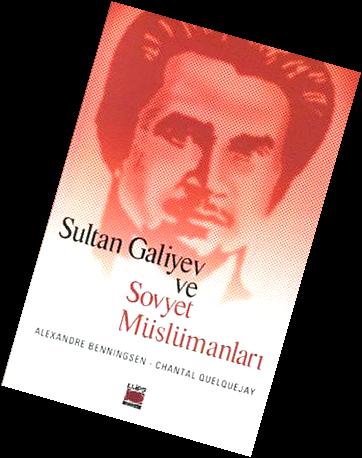 Sultan Galiyev
ve
Sovyet
Müslümanları
ALEXANDRE BENNINGSEN - CHANTAL QUELQUEJAY